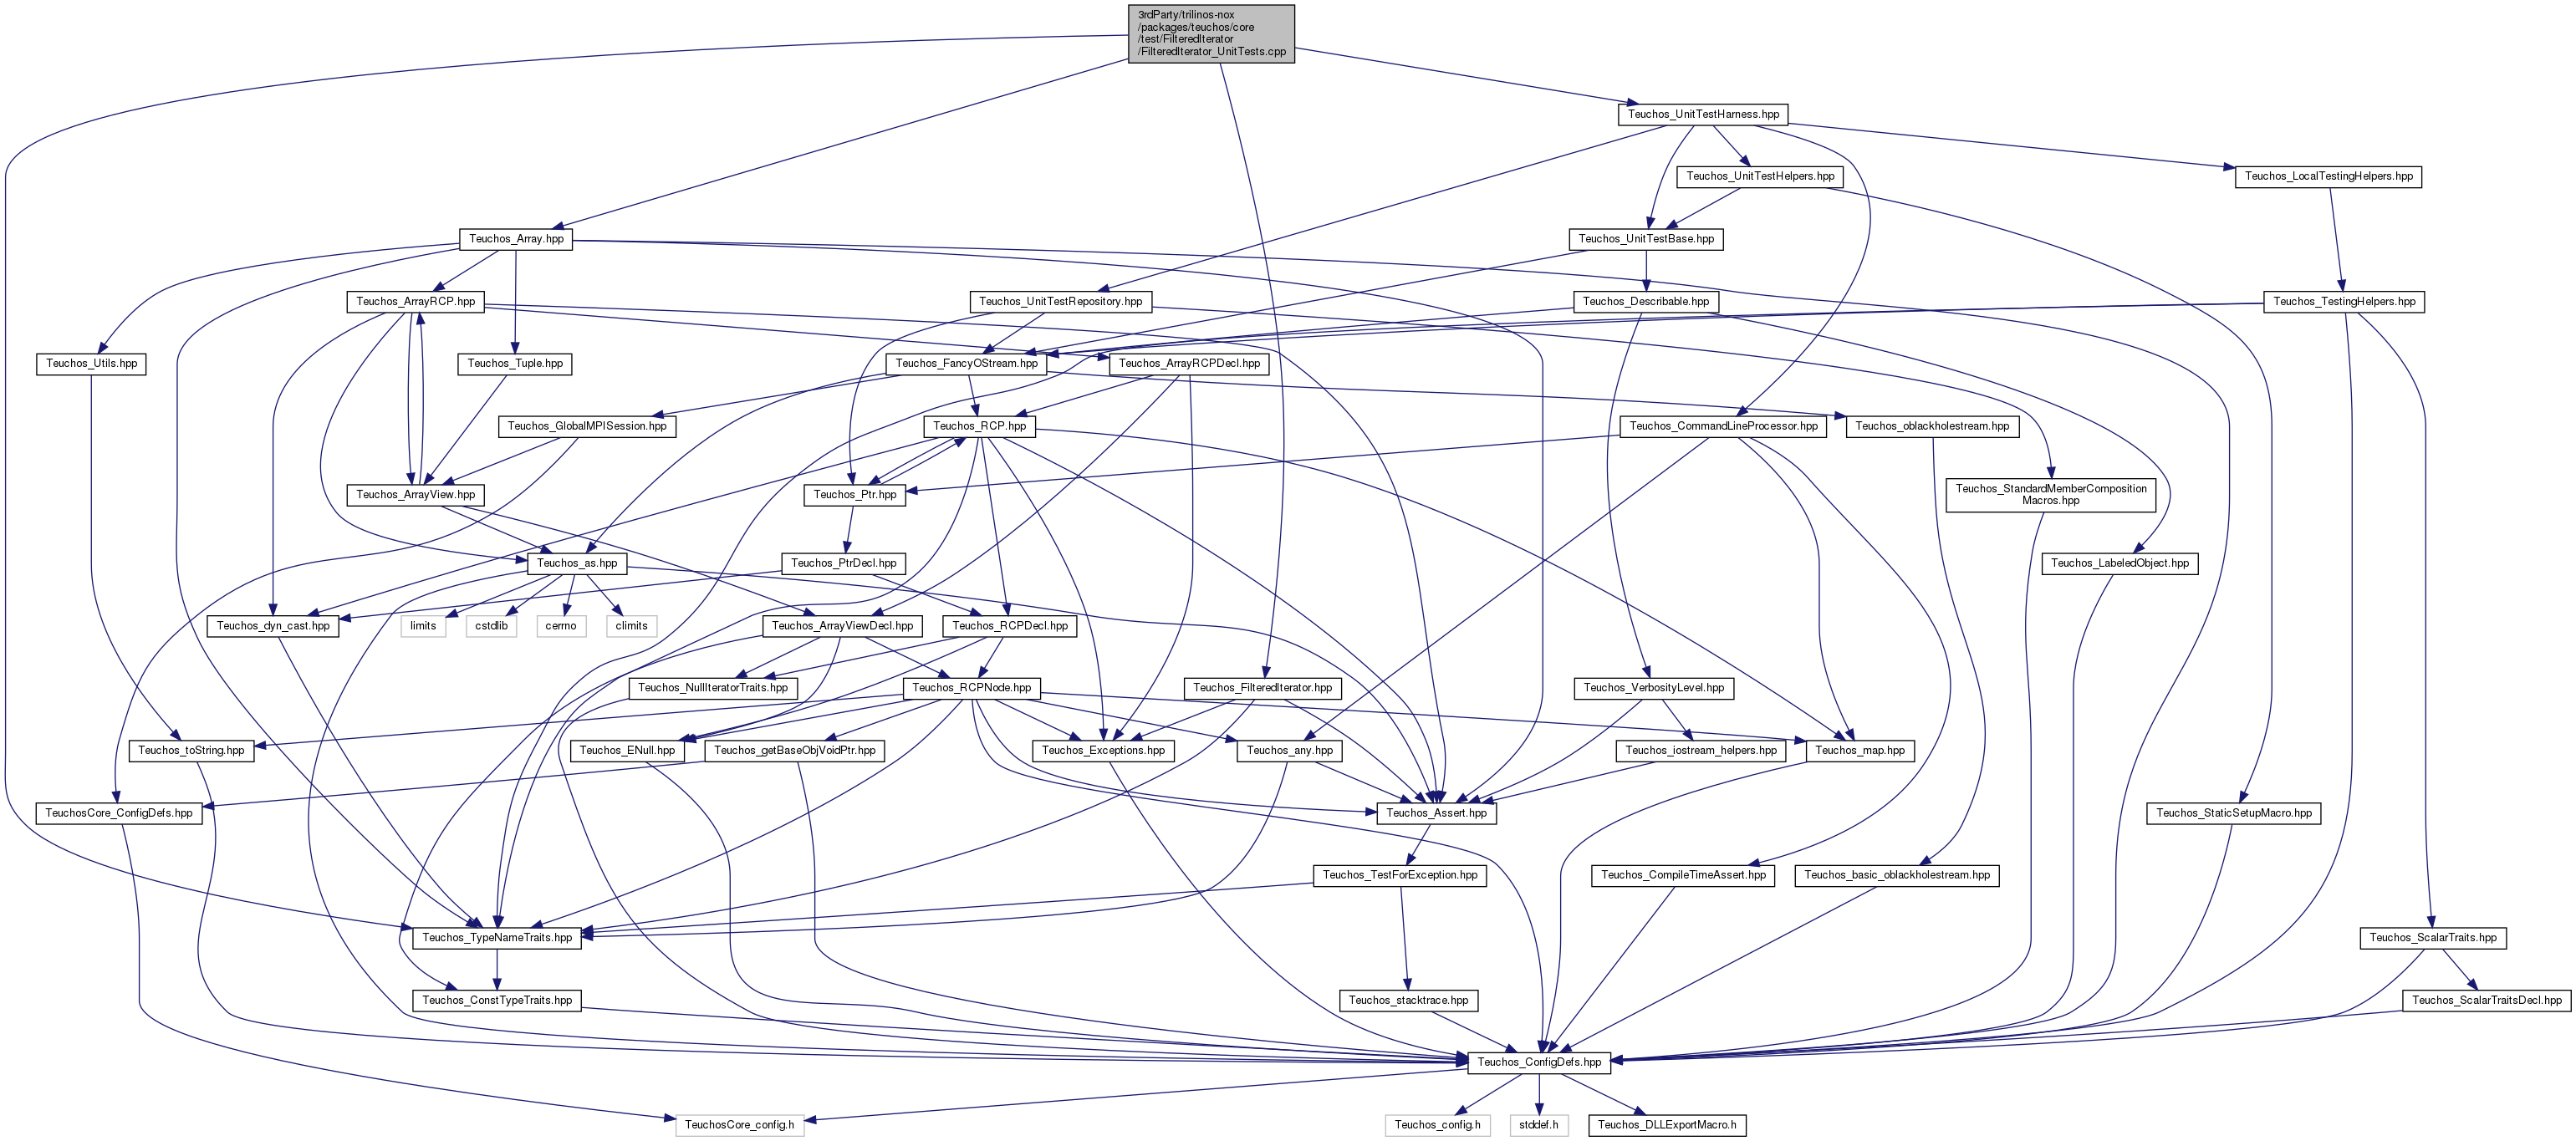 3rdParty/trilinos-nox
/packages/teuchos/core
/test/FilteredIterator
/FilteredIterator_UnitTests.cpp
Teuchos_UnitTestHarness.hpp
Teuchos_UnitTestHelpers.hpp
Teuchos_LocalTestingHelpers.hpp
Teuchos_Array.hpp
Teuchos_UnitTestBase.hpp
Teuchos_ArrayRCP.hpp
Teuchos_UnitTestRepository.hpp
Teuchos_Describable.hpp
Teuchos_TestingHelpers.hpp
Teuchos_Utils.hpp
Teuchos_Tuple.hpp
Teuchos_FancyOStream.hpp
Teuchos_ArrayRCPDecl.hpp
Teuchos_GlobalMPISession.hpp
Teuchos_RCP.hpp
Teuchos_CommandLineProcessor.hpp
Teuchos_oblackholestream.hpp
Teuchos_ArrayView.hpp
Teuchos_Ptr.hpp
Teuchos_StandardMemberComposition
Macros.hpp
Teuchos_as.hpp
Teuchos_PtrDecl.hpp
Teuchos_LabeledObject.hpp
Teuchos_dyn_cast.hpp
limits
cstdlib
cerrno
climits
Teuchos_ArrayViewDecl.hpp
Teuchos_RCPDecl.hpp
Teuchos_NullIteratorTraits.hpp
Teuchos_RCPNode.hpp
Teuchos_FilteredIterator.hpp
Teuchos_VerbosityLevel.hpp
Teuchos_toString.hpp
Teuchos_ENull.hpp
Teuchos_getBaseObjVoidPtr.hpp
Teuchos_Exceptions.hpp
Teuchos_any.hpp
Teuchos_iostream_helpers.hpp
Teuchos_map.hpp
TeuchosCore_ConfigDefs.hpp
Teuchos_Assert.hpp
Teuchos_StaticSetupMacro.hpp
Teuchos_TestForException.hpp
Teuchos_CompileTimeAssert.hpp
Teuchos_basic_oblackholestream.hpp
Teuchos_TypeNameTraits.hpp
Teuchos_ScalarTraits.hpp
Teuchos_ConstTypeTraits.hpp
Teuchos_stacktrace.hpp
Teuchos_ScalarTraitsDecl.hpp
Teuchos_ConfigDefs.hpp
TeuchosCore_config.h
Teuchos_config.h
stddef.h
Teuchos_DLLExportMacro.h